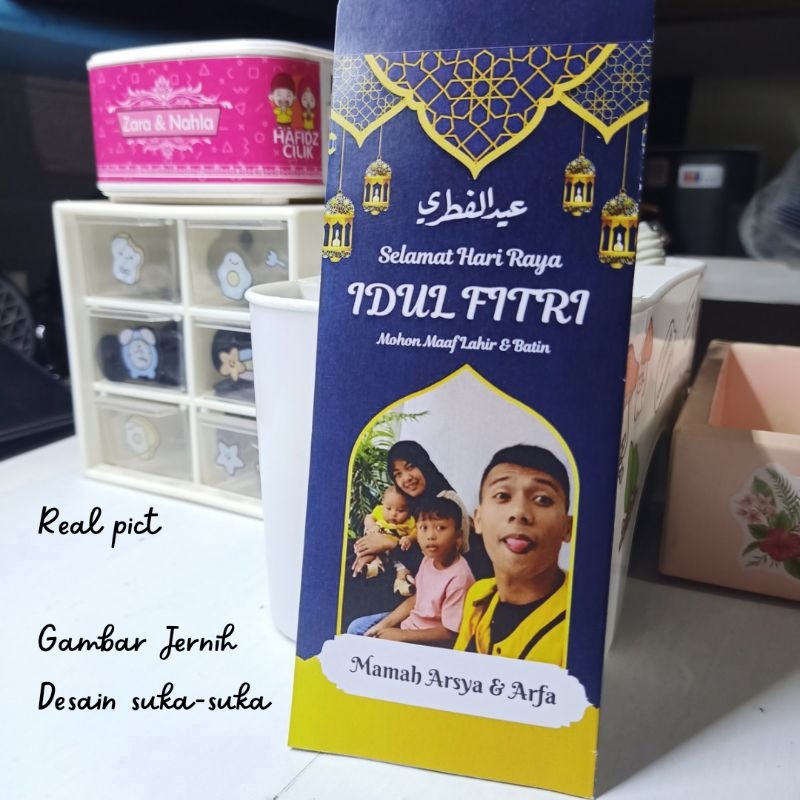 Zara & Nahla
HAFIDZ
CILIK
عيد الفطري
Selamat Hari Raya
IDUL FITRI
Mohon Maaf Lahir & Batin
Mamah Arsya & Arfa
Real pict
Gambar Jernih
Desain suka-suka